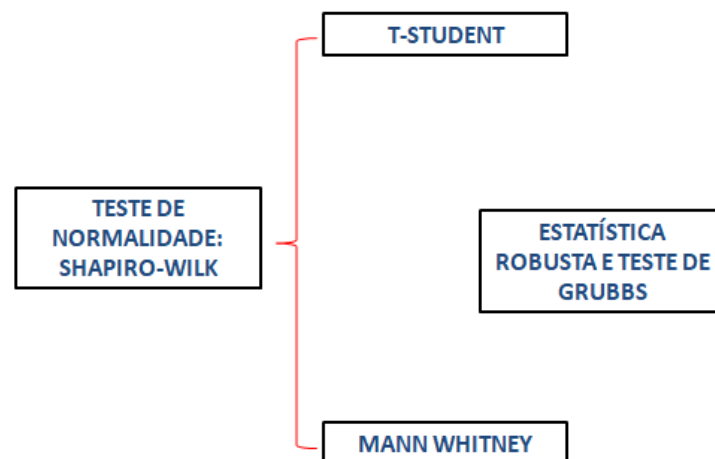 T-STUDENT
TESTE DE
NORMALIDADE:
SHAPIRO-WILK
ESTATÍSTICA
ROBUSTA E TESTE DE
GRUBBS
MANN WHITNEY